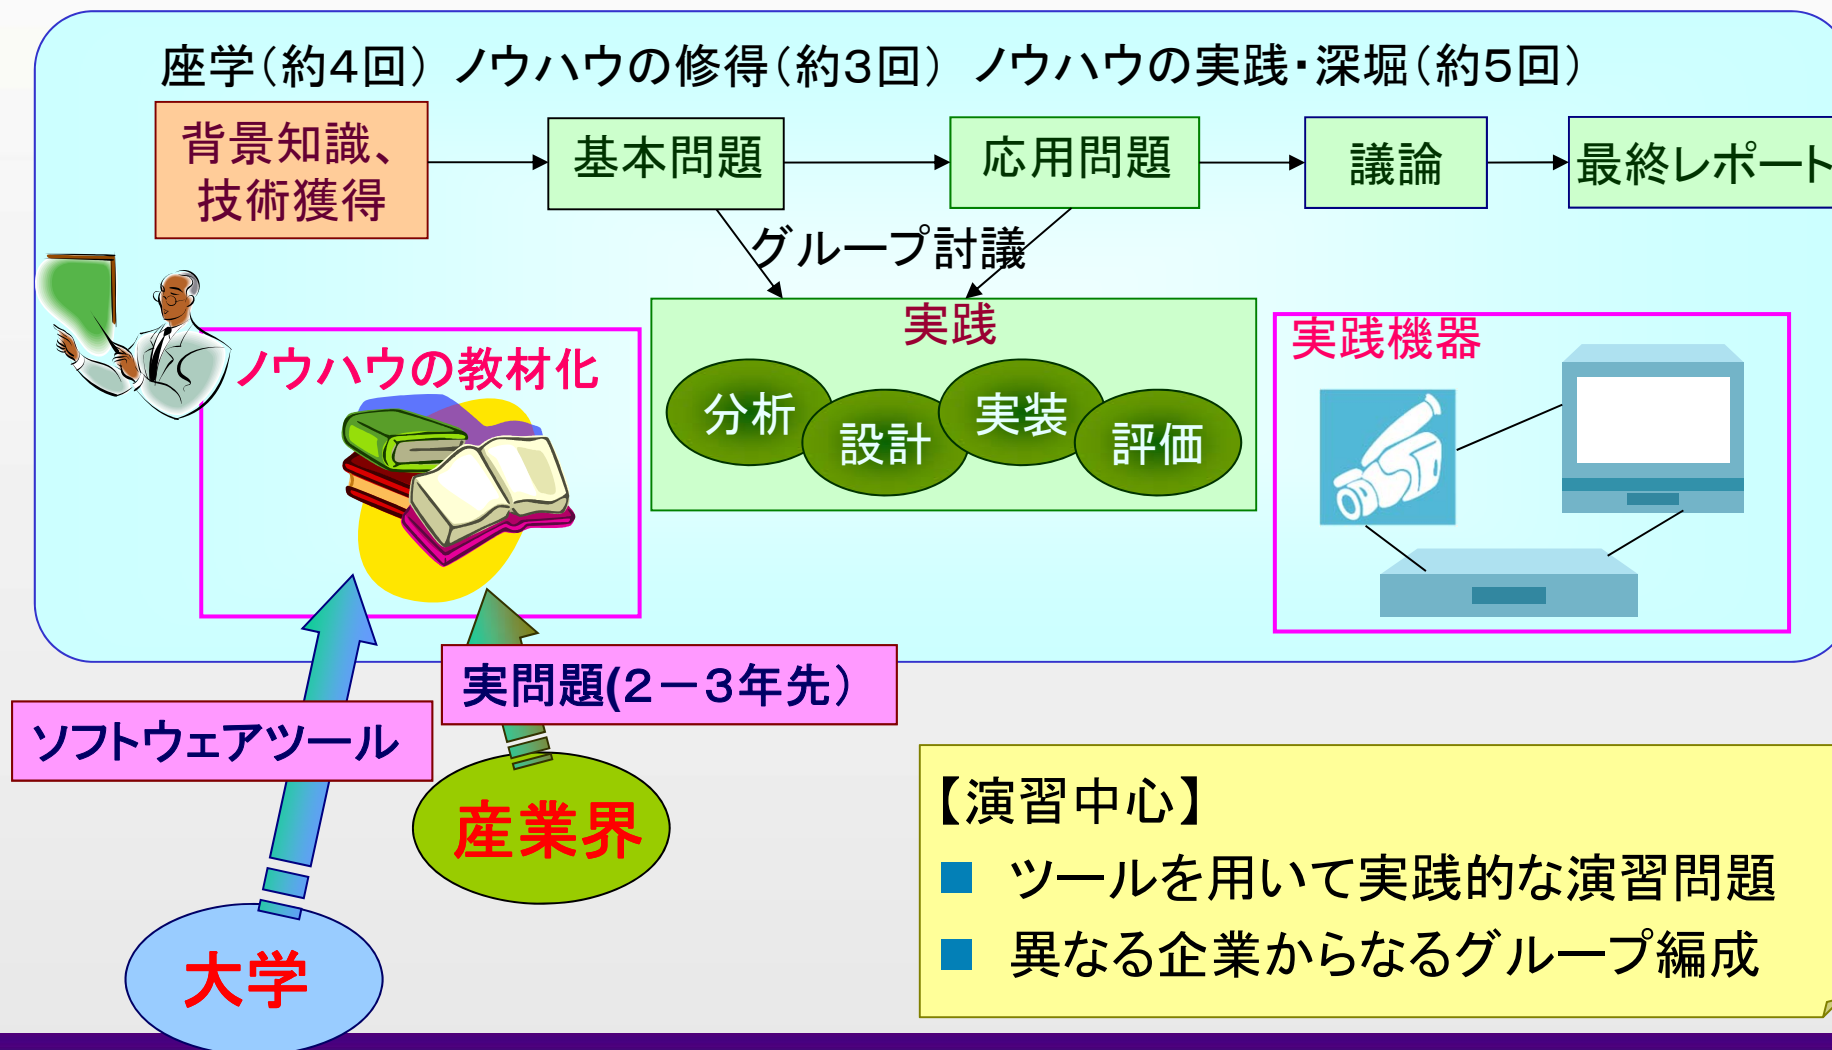 座学（約４回） ノウハウの修得（約３回） ノウハウの実践・深堀（約５回）
背景知識、
技術獲得
基本問題
応用問題
議論
最終レポート
グループ討議
実践
分析
設計
実装
評価
ノウハウの教材化
実践機器
実問題(２－３年先）
ソフトウェアツール
産業界
大学
【演習中心】
■ ツールを用いて実践的な演習問題
■ 異なる企業からなるグループ編成